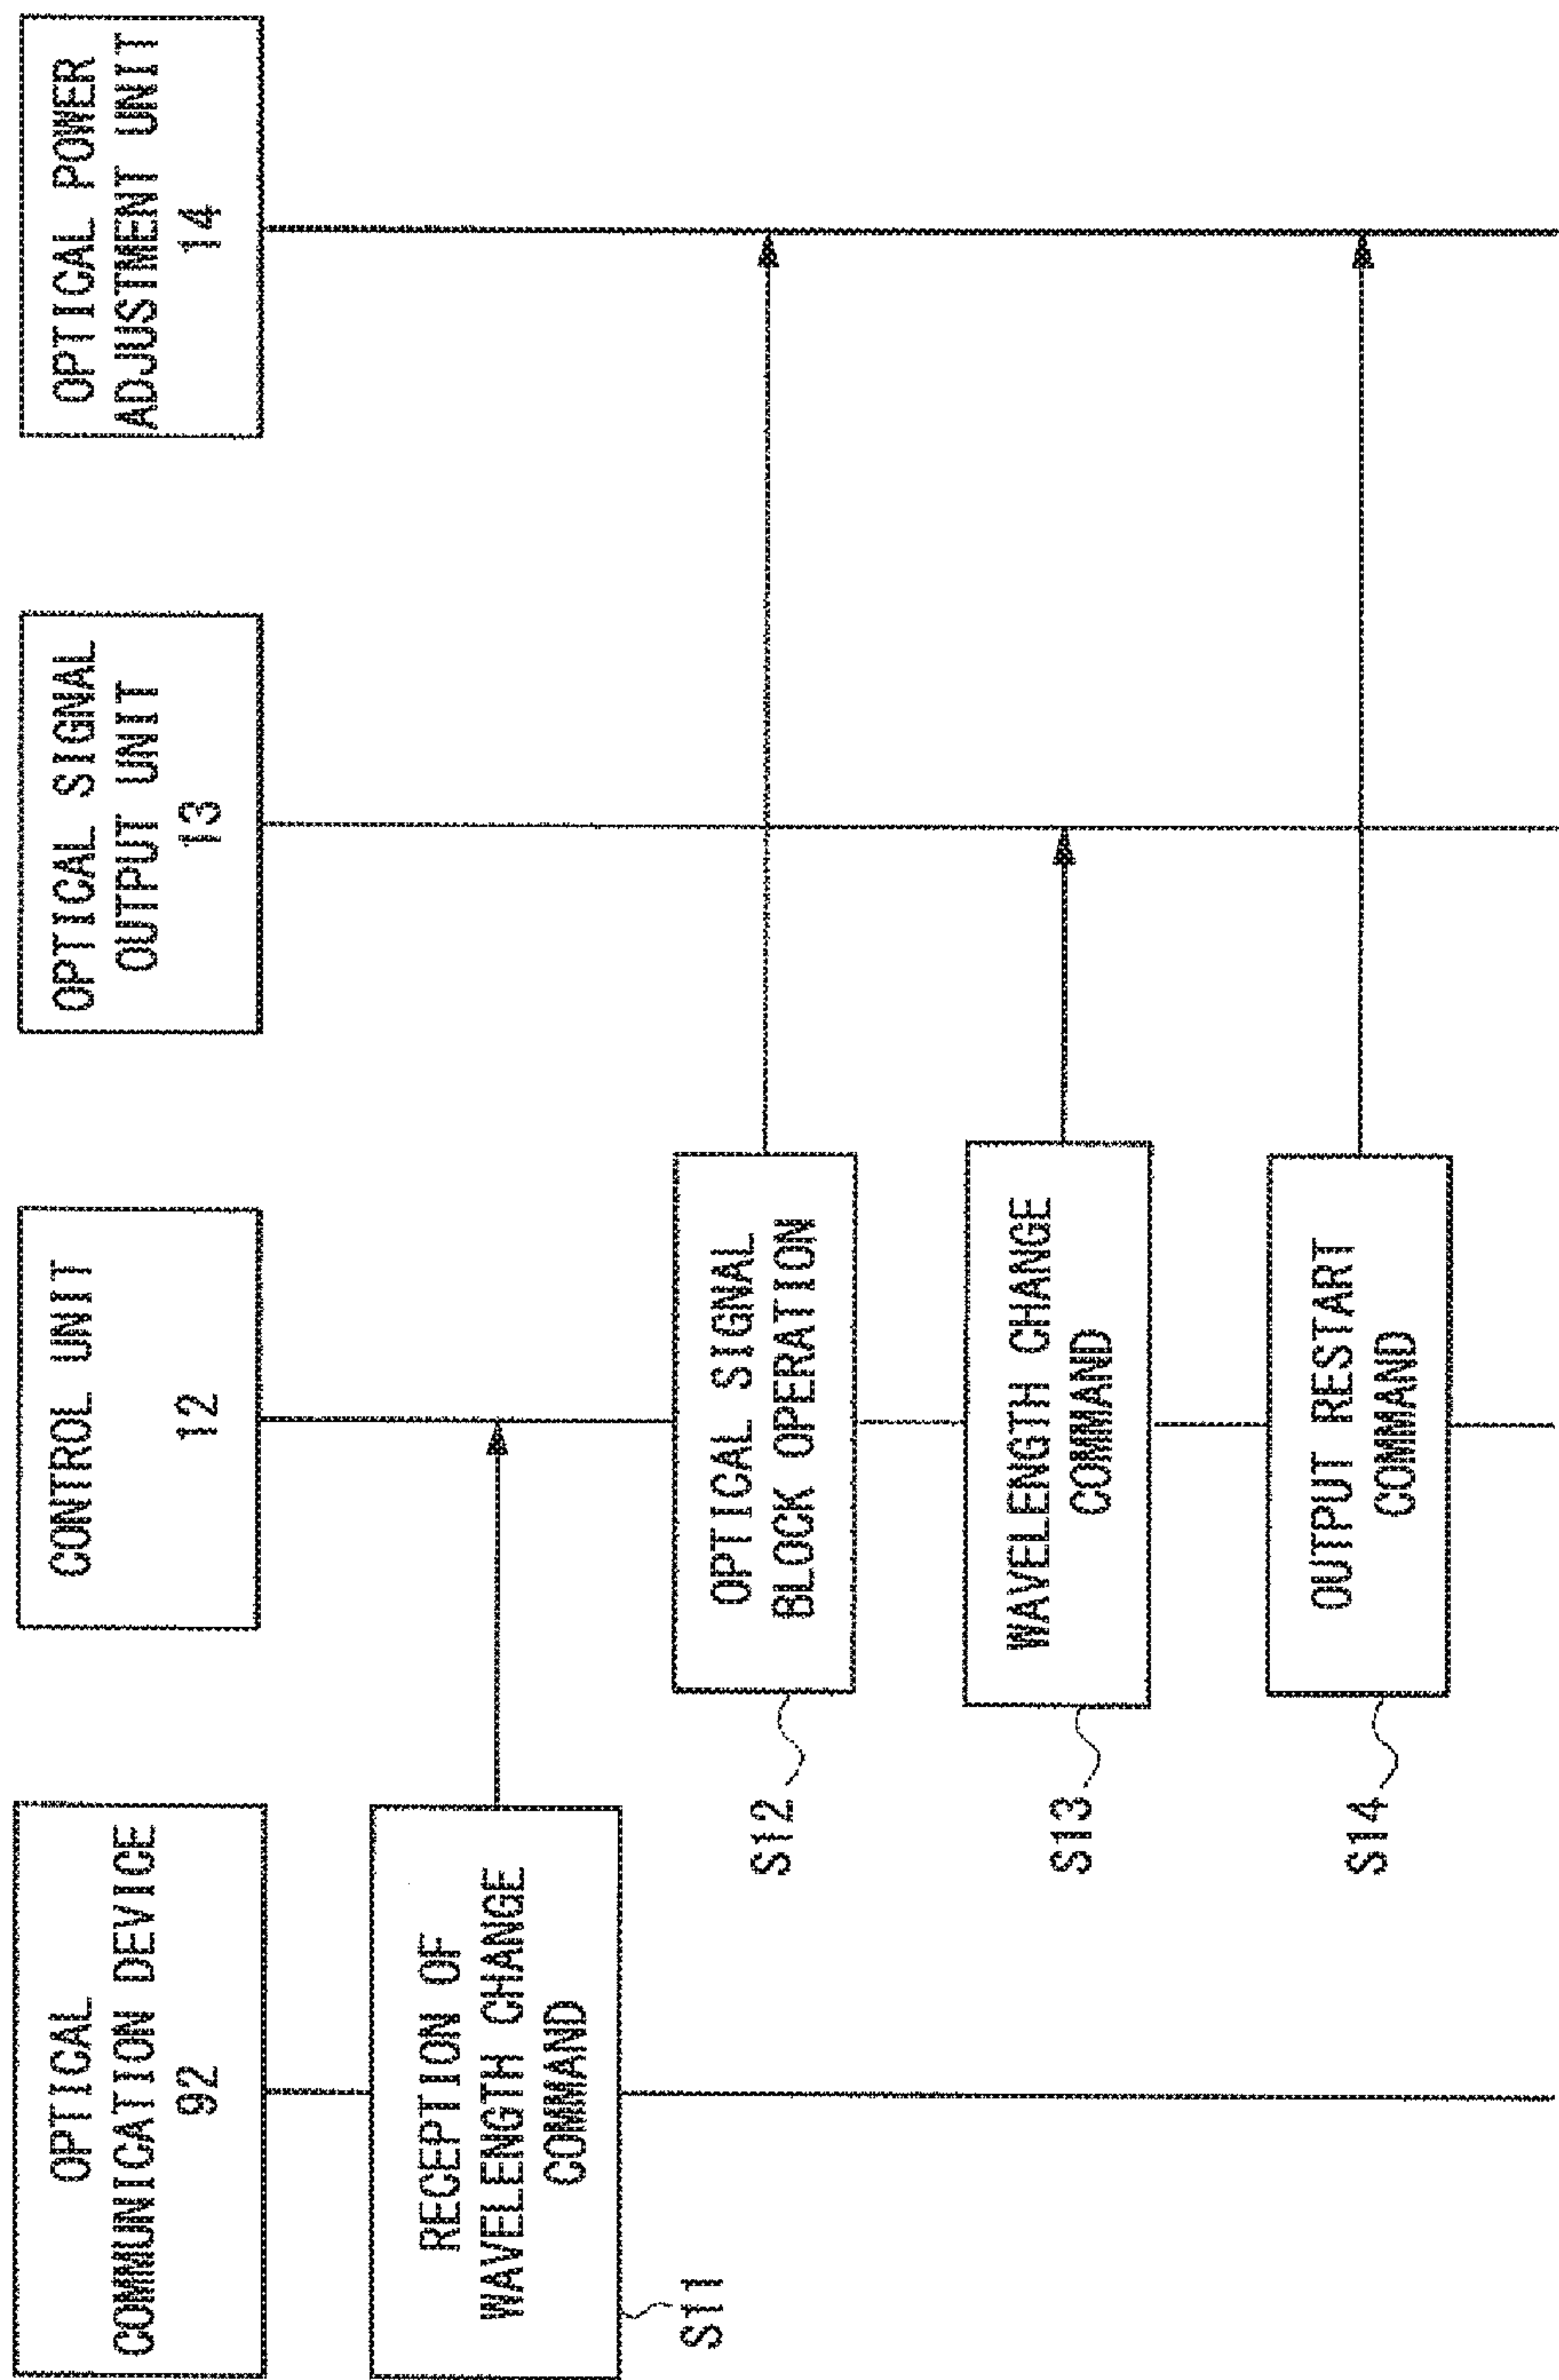 OPTICAL
COMMUNICATION DEVICE
92
CONTROL UNIT
12
OPTICAL SIGNAL
OUTPUT UNIT
13
OPTICAL POWER
ADJUSTMENT UNIT
14
RECEPTION OF
WAVELENGTH CHANGE
COMMAND
S11
OPTICAL SIGNAL
BLOCK OPERATION
S12
WAVELENGTH CHANGE
COMMAND
S13
OUTPUT RESTART
COMMAND
S14